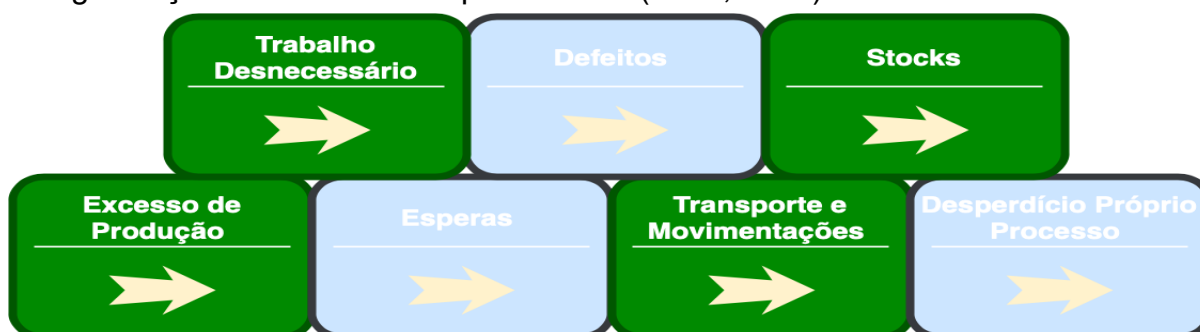 Trabalho
Desnecessário
Defeitos
Stocks
Excesso de
Produção
Esperas
Transporte e
Movimentações
Desperdício Próprio
Processo